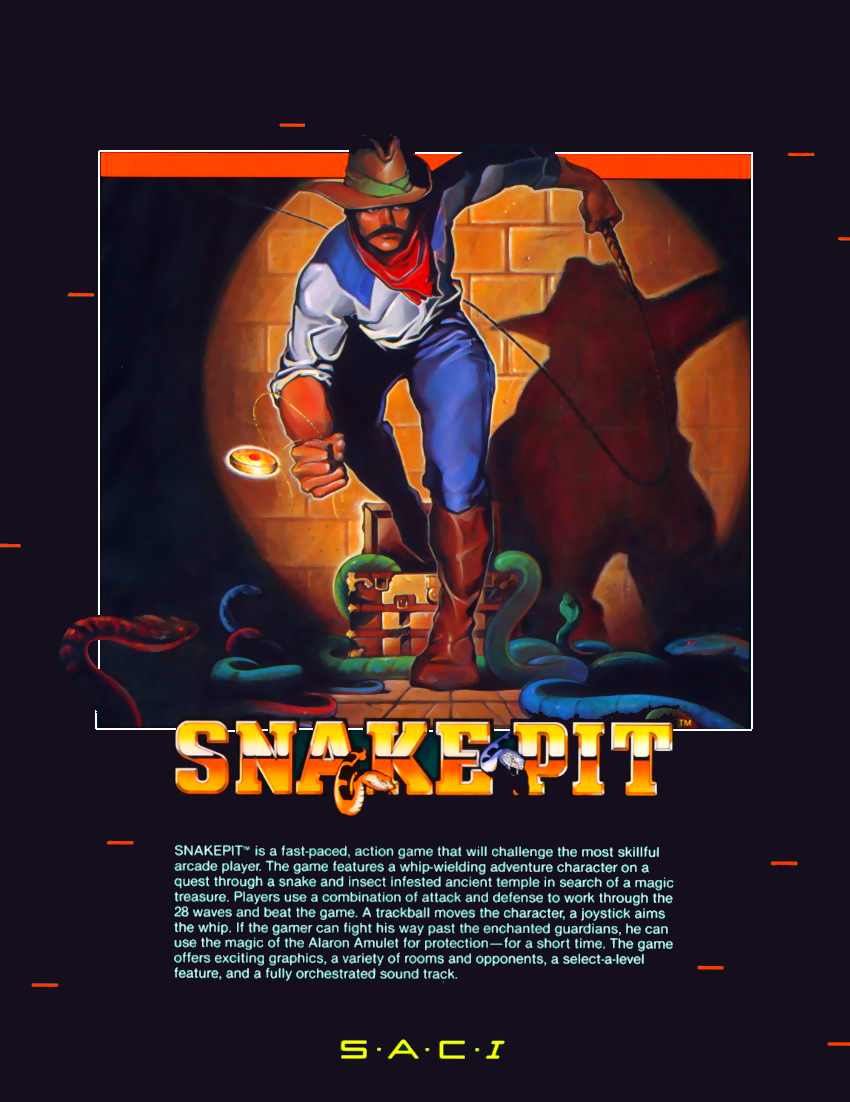 TM
SNAKE PIT
SNAKEPIT™ is a fast-paced, action game that will challenge the most skillful
arcade player. The game features a whip-wielding adventure character on a
quest through a snake and insect infested ancient temple in search of a magic
treasure. Players use a combination of attack and defense to work through the
28 waves and beat the game. A trackball moves the character, a joystick aims
the whip. If the gamer can fight his way past the enchanted guardians, he can
use the magic of the Alaron Amulet for protection—for a short time. The game
offers exciting graphics, a variety of rooms and opponents, a select-a-level
feature, and a fully orchestrated sound track.
S·A·C·I